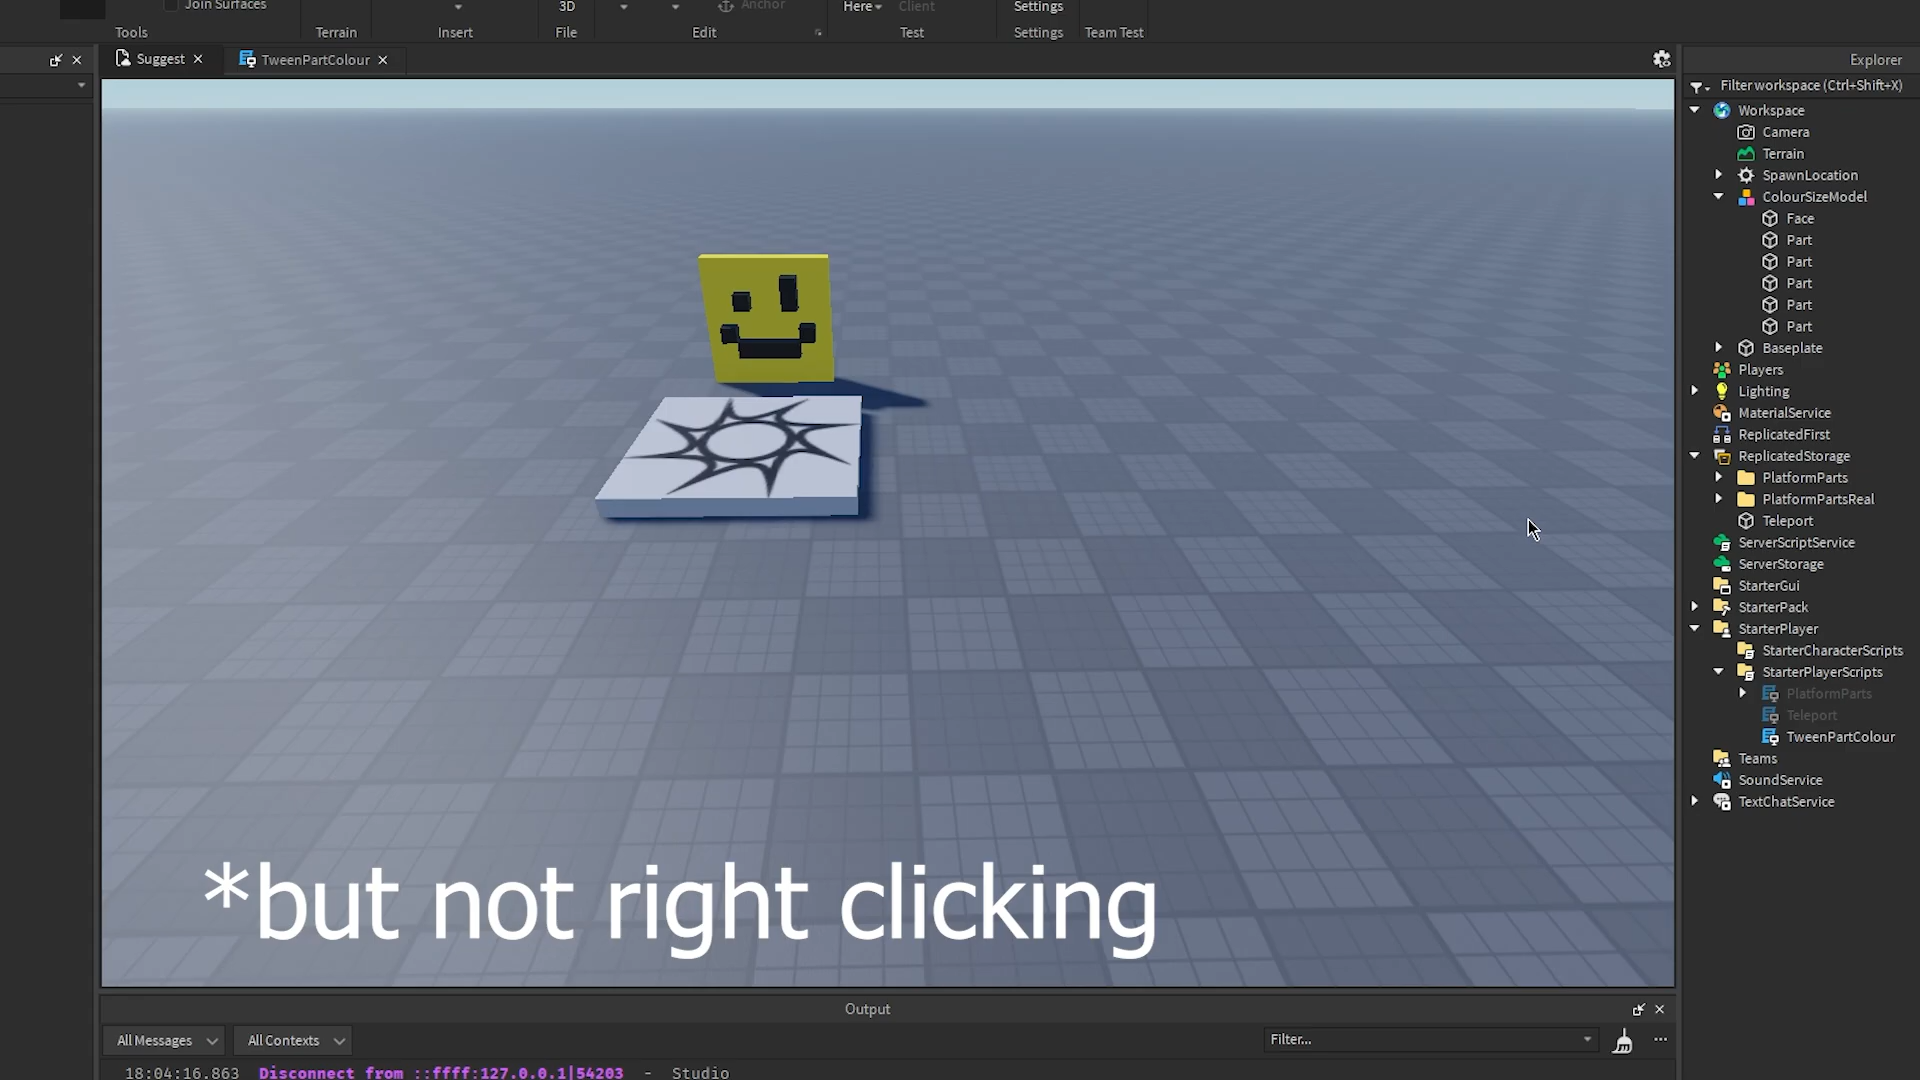 Join Surfaces
3D
Anchor
Here
Client
Settings
Tools
Terrain
Insert
File
Edit
Test
Settings
Team Test
Suggest
TweenPartColour
Explorer
Filter workspace (Ctrl+Shift+X)
Workspace
Camera
Terrain
SpawnLocation
ColourSizeModel
Face
Part
Part
Part
Part
Part
Baseplate
Players
Lighting
MaterialService
ReplicatedFirst
ReplicatedStorage
PlatformParts
PlatformPartsReal
Teleport
ServerScriptService
ServerStorage
StarterGui
StarterPack
StarterPlayer
StarterCharacterScripts
StarterPlayerScripts
PlatformParts
Teleport
TweenPartColour
Teams
SoundService
TextChatService
*but not right clicking
Output
All Messages
All Contexts
Filter...
18:04:16.863 Disconnect from ::ffff:127.0.0.1|54203 - Studio